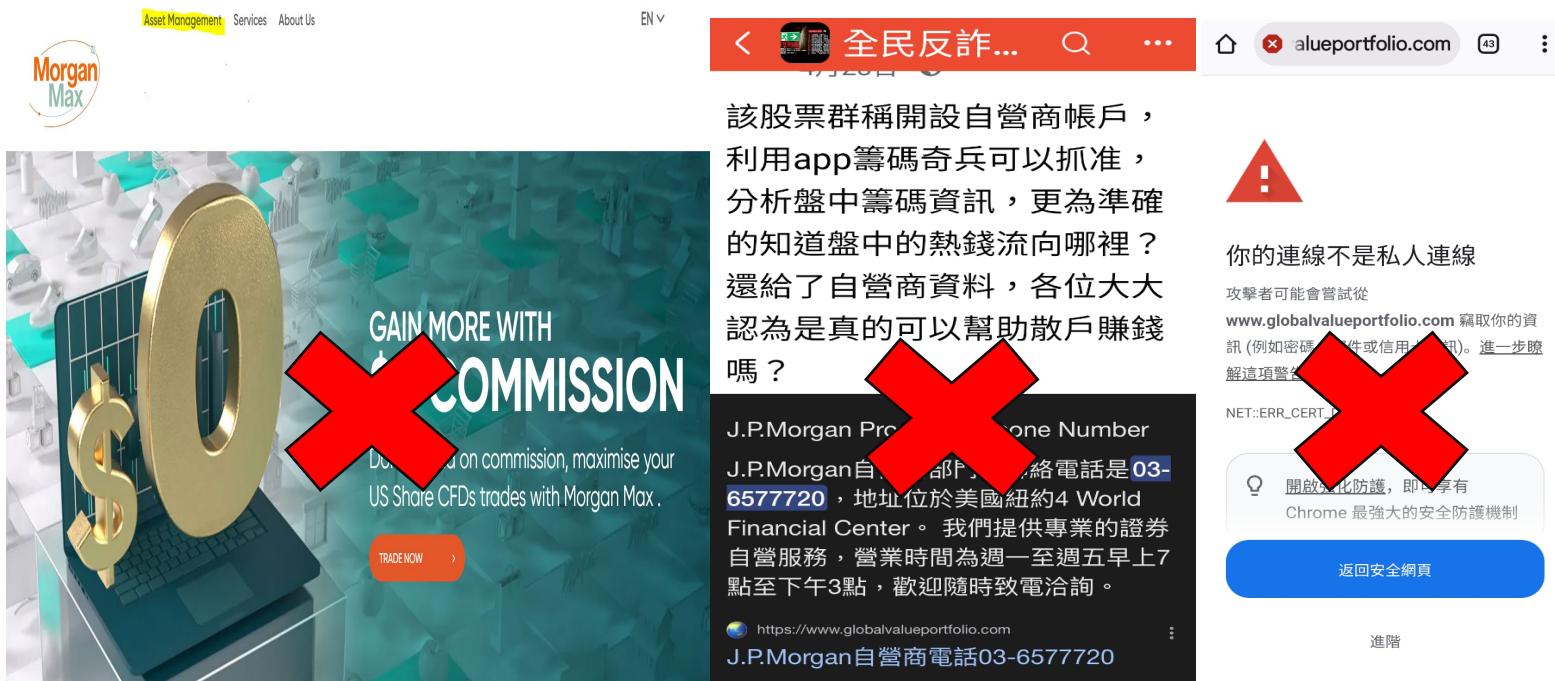 Asset Management Services About Us
EN
Morgan
Max
GAIN MORE WITH
COMMISSION
on commission, maximise your
US Share CFDs trades with Morgan Max .
TRADE NOW
全民反詐...
該股票群稱開設自營商帳戶，
利用app籌碼奇兵可以抓准，
分析盤中籌碼資訊，更為準確
的知道盤中的熱錢流向哪裡？
還給了自營商資料，各位大大
認為是真的可以幫助散戶賺錢
嗎？
J.P.Morgan Number
J.P.Morgan自 電話是03-
6577720，地址位於美國紐約4 World
Financial Center。 我們提供專業的證券
自營服務，營業時間為週一至週五早上7
點至下午3點，歡迎隨時致電洽詢。
https://www.globalvalueportfolio.com
J.P.Morgan自營商電話03-6577720
alueportfolio.com
43
你的連線不是私人連線
攻擊者可能會嘗試從
www.globalvalueportfolio.com 竊取你的資
訊 (例如密碼 或信用 。進一步瞭
解這項警
NET::ERR_CERT_
開啟 化防護，即 享有
Chrome 最強大的安全防護機制
返回安全網頁
進階